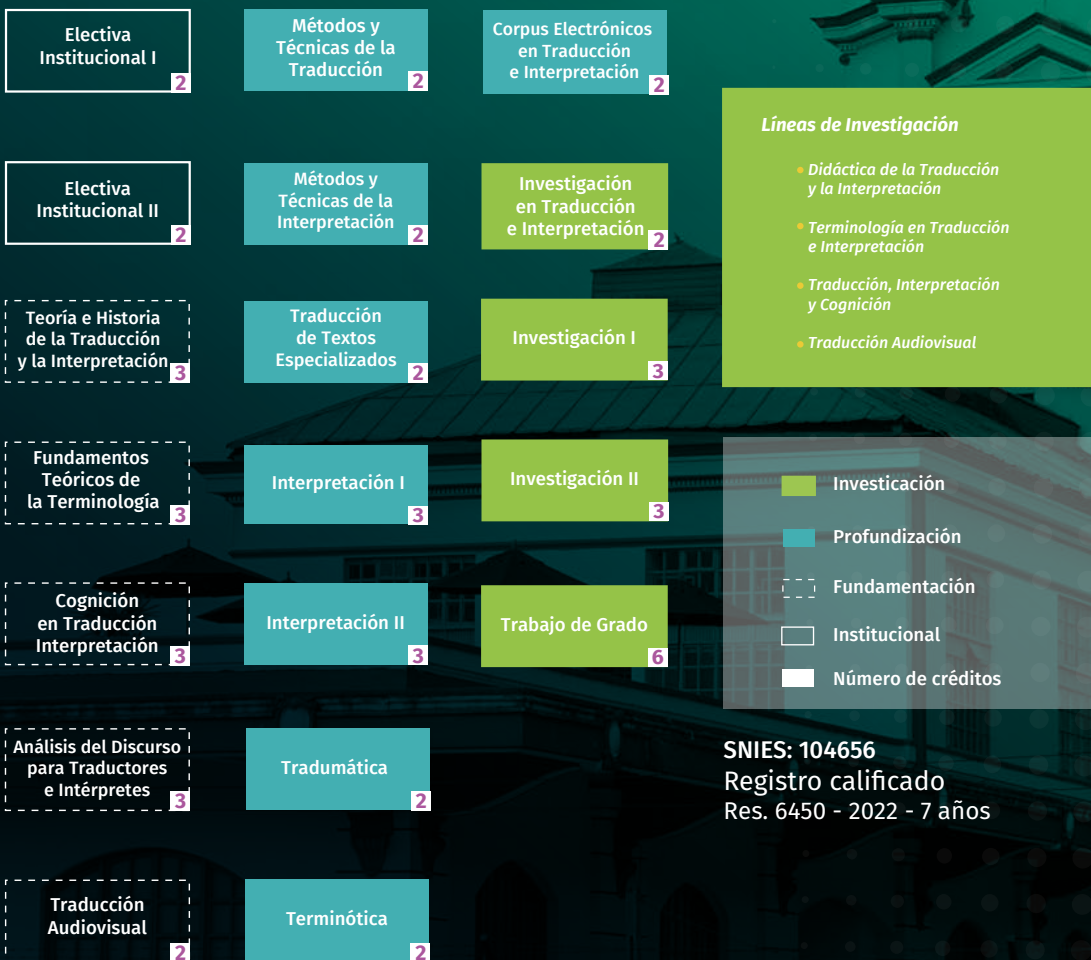 Electiva
Institucional I
2
Métodos y
Técnicas de la
Traducción
2
Corpus Electrónicos
en Traducción
e Interpretación
2
Electiva
Institucional II
2
Métodos y
Técnicas de la
Interpretación
2
Investigación
en Traducción
e Interpretación
2
Teoría e Historia
de la Traducción
y la Interpretación
3
Traducción
de Textos
Especializados
2
Investigación I
3
Fundamentos
Teóricos de
la Terminología
3
Interpretación I
3
Investigación II
3
Cognición
en Traducción
Interpretación
3
Interpretación II
3
Trabajo de Grado
6
Análisis del Discurso
para Traductores
e Intérpretes
3
Tradumática
2
Traducción
Audiovisual
2
Terminótica
2
Líneas de Investigación
Didáctica de la Traducción
y la Interpretación
Terminología en Traducción
e Interpretación
Traducción, Interpretación
y Cognición
Traducción Audiovisual
Investicación
Profundización
Fundamentación
Institucional
Número de créditos
SNIES: 104656
Registro calificado
Res. 6450 - 2022 - 7 años